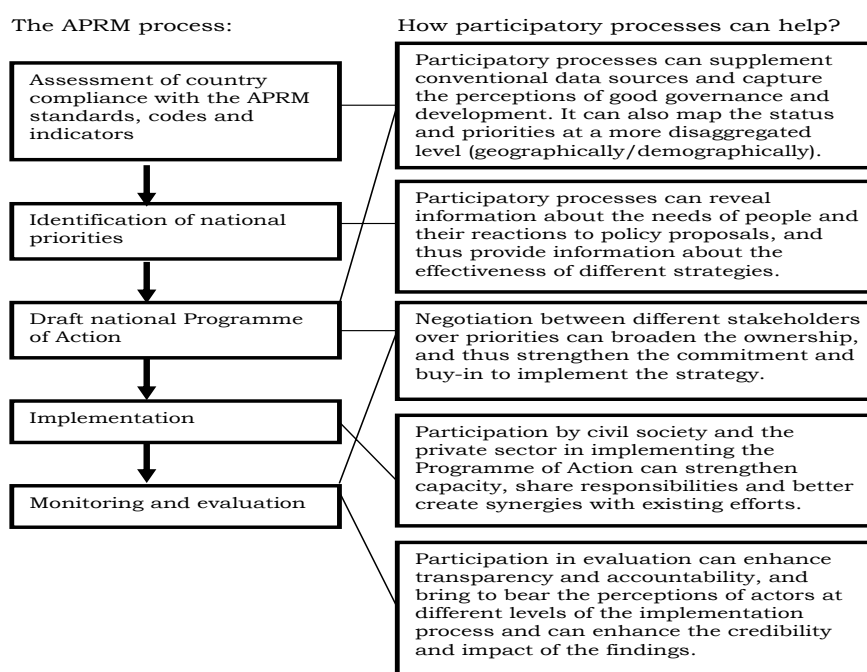 The APRM process:
Assessment of country
compliance with the APRM
standards, codes and
indicators
Identification of national
priorities
Draft national Programme
of Action
Implementation
Monitoring and evaluation
How participatory processes can help?
Participatory processes can supplement
conventional data sources and capture
the perceptions of good governance and
development. It can also map the status
and priorities at a more disaggregated
level (geographically/demographically).
Participatory processes can reveal
information about the needs of people and
their reactions to policy proposals, and
thus provide information about the
effectiveness of different strategies.
Negotiation between different stakeholders
over priorities can broaden the ownership,
and thus strengthen the commitment and
buy-in to implement the strategy.
Participation by civil society and the
private sector in implementing the
Programme of Action can strengthen
capacity, share responsibilities and better
create synergies with existing efforts.
Participation in evaluation can enhance
transparency and accountability, and
bring to bear the perceptions of actors at
different levels of the implementation
process and can enhance the credibility
and impact of the findings.